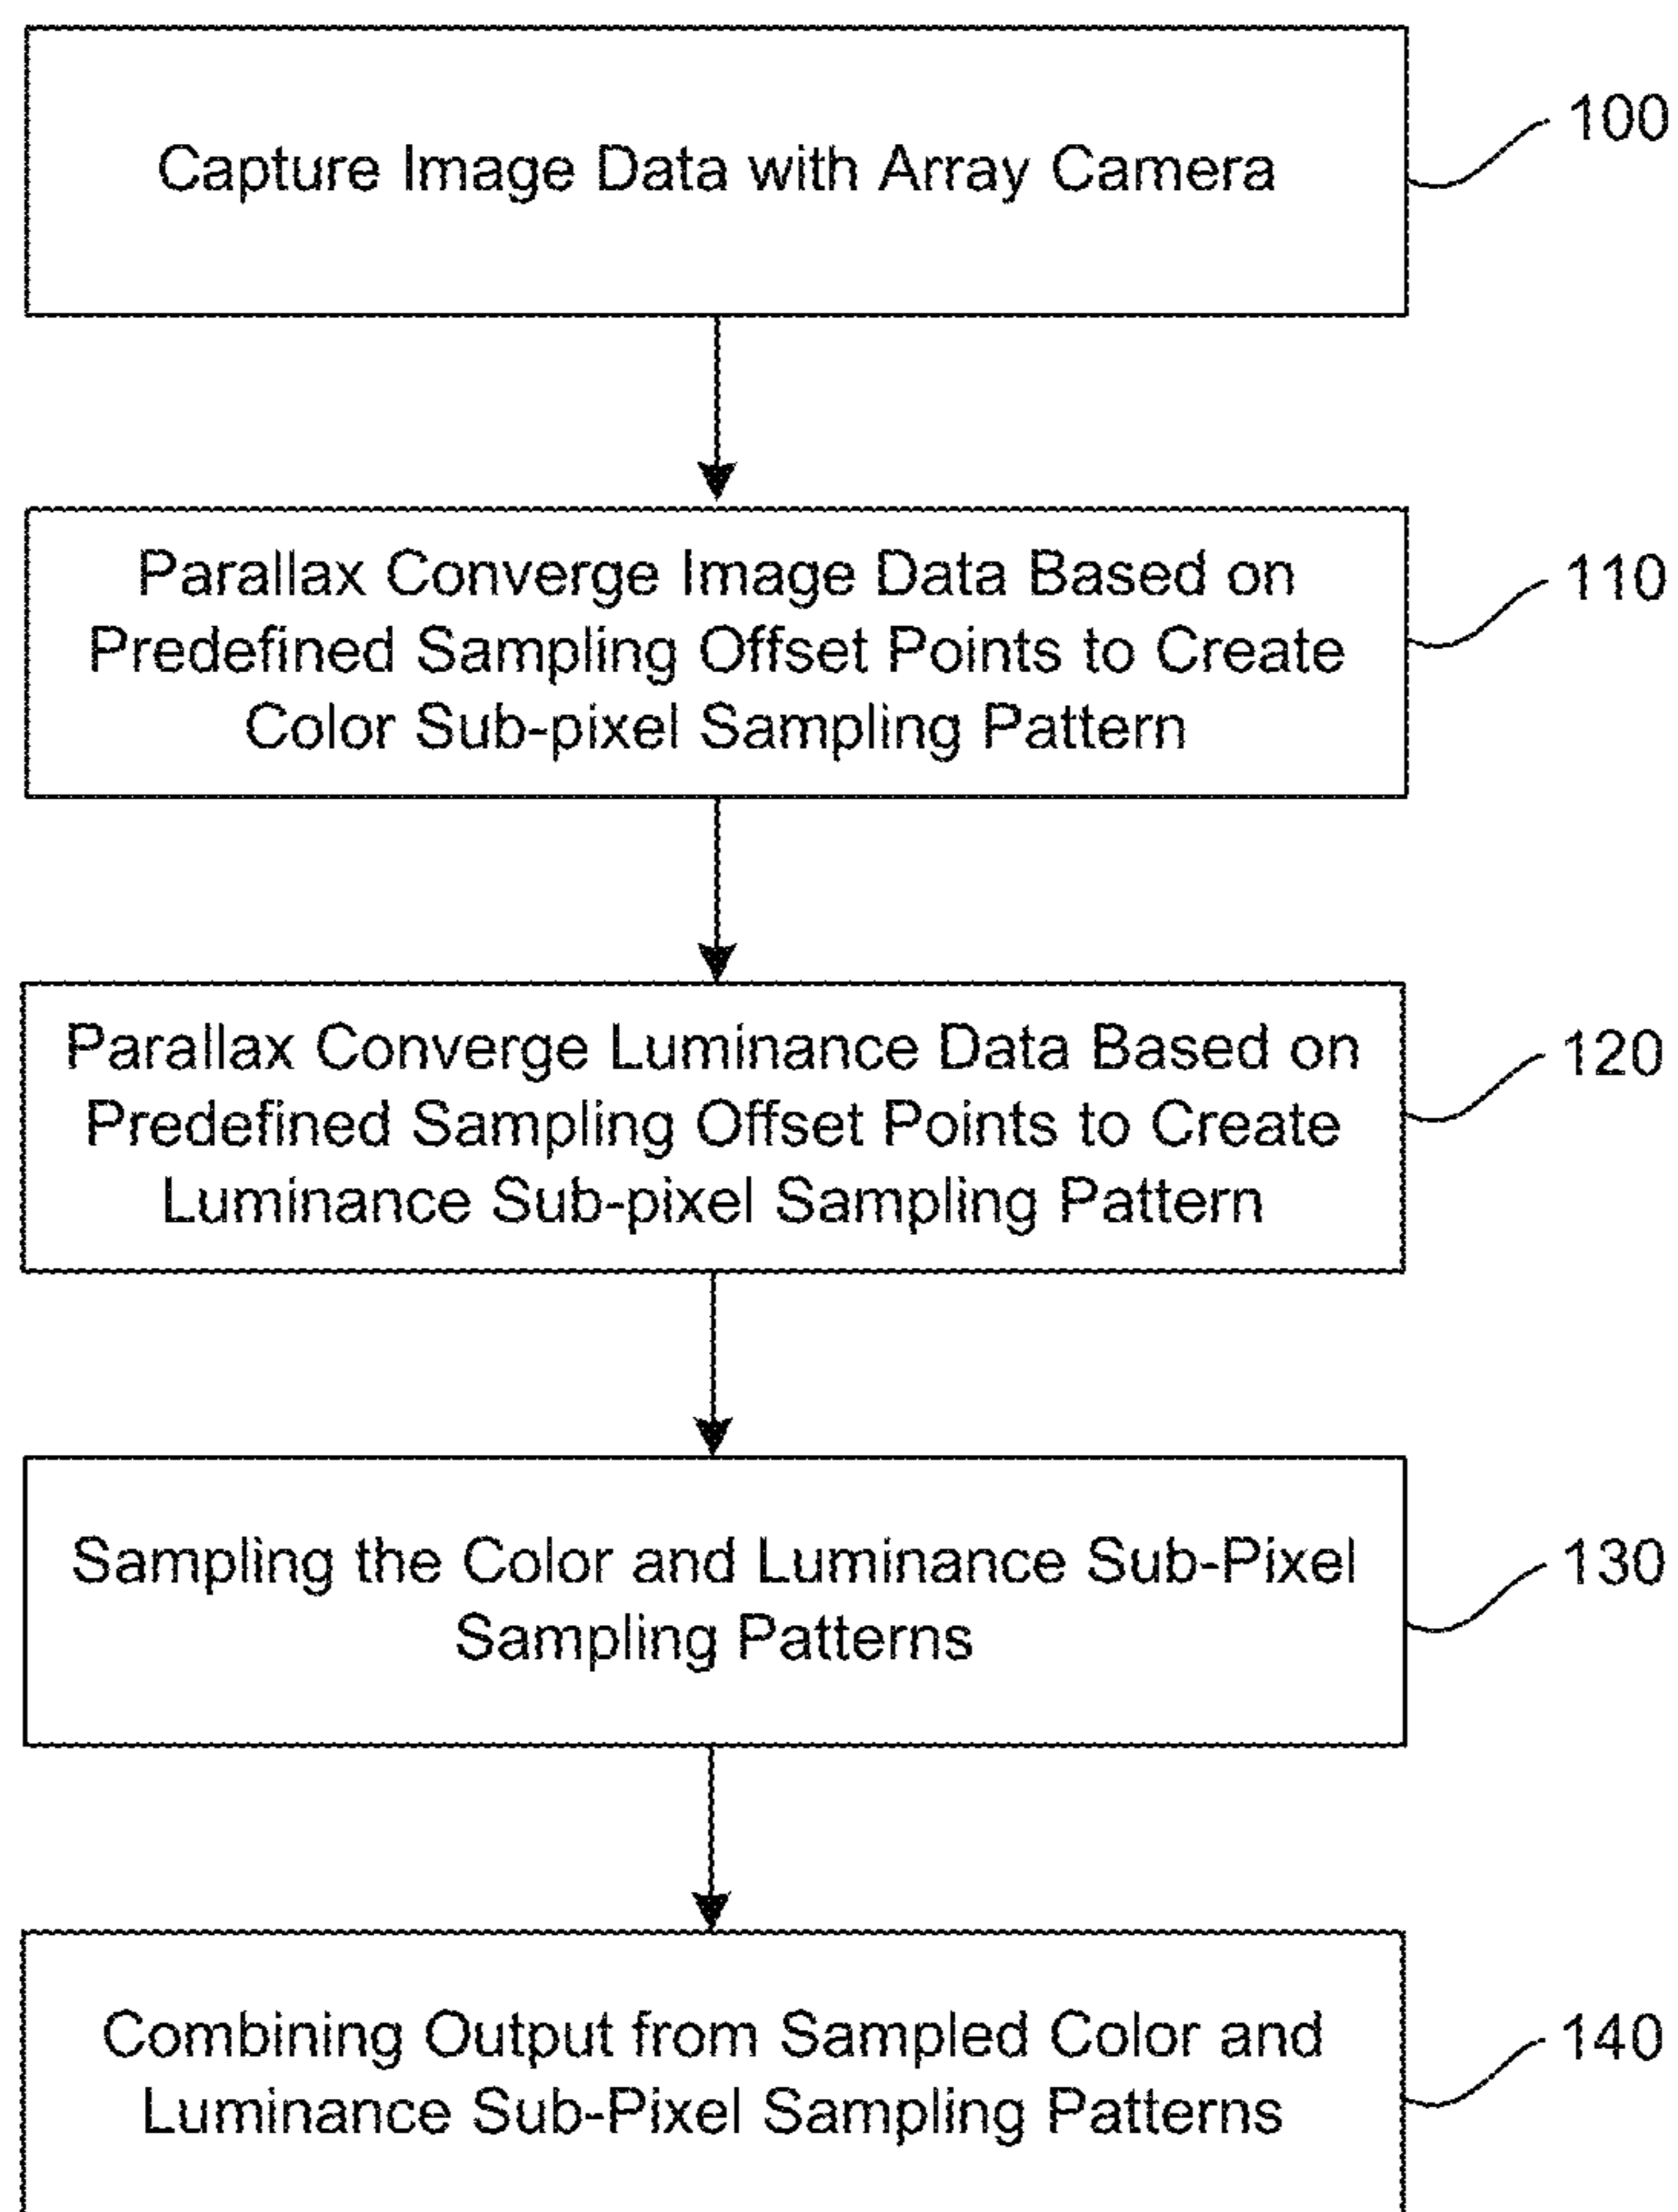 Capture Image Data with Array Camera
100
Parallax Converge Image Data Based on
Predefined Sampling Offset Points to Create
Color Sub-pixel Sampling Pattern
110
Parallax Converge Luminance Data Based on
Predefined Sampling Offset Points to Create
Luminance Sub-pixel Sampling Pattern
120
Sampling the Color and Luminance Sub-Pixel
Sampling Patterns
130
Combining Output from Sampled Color and
Luminance Sub-Pixel Sampling Patterns
140